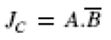 J_C = A.B̅